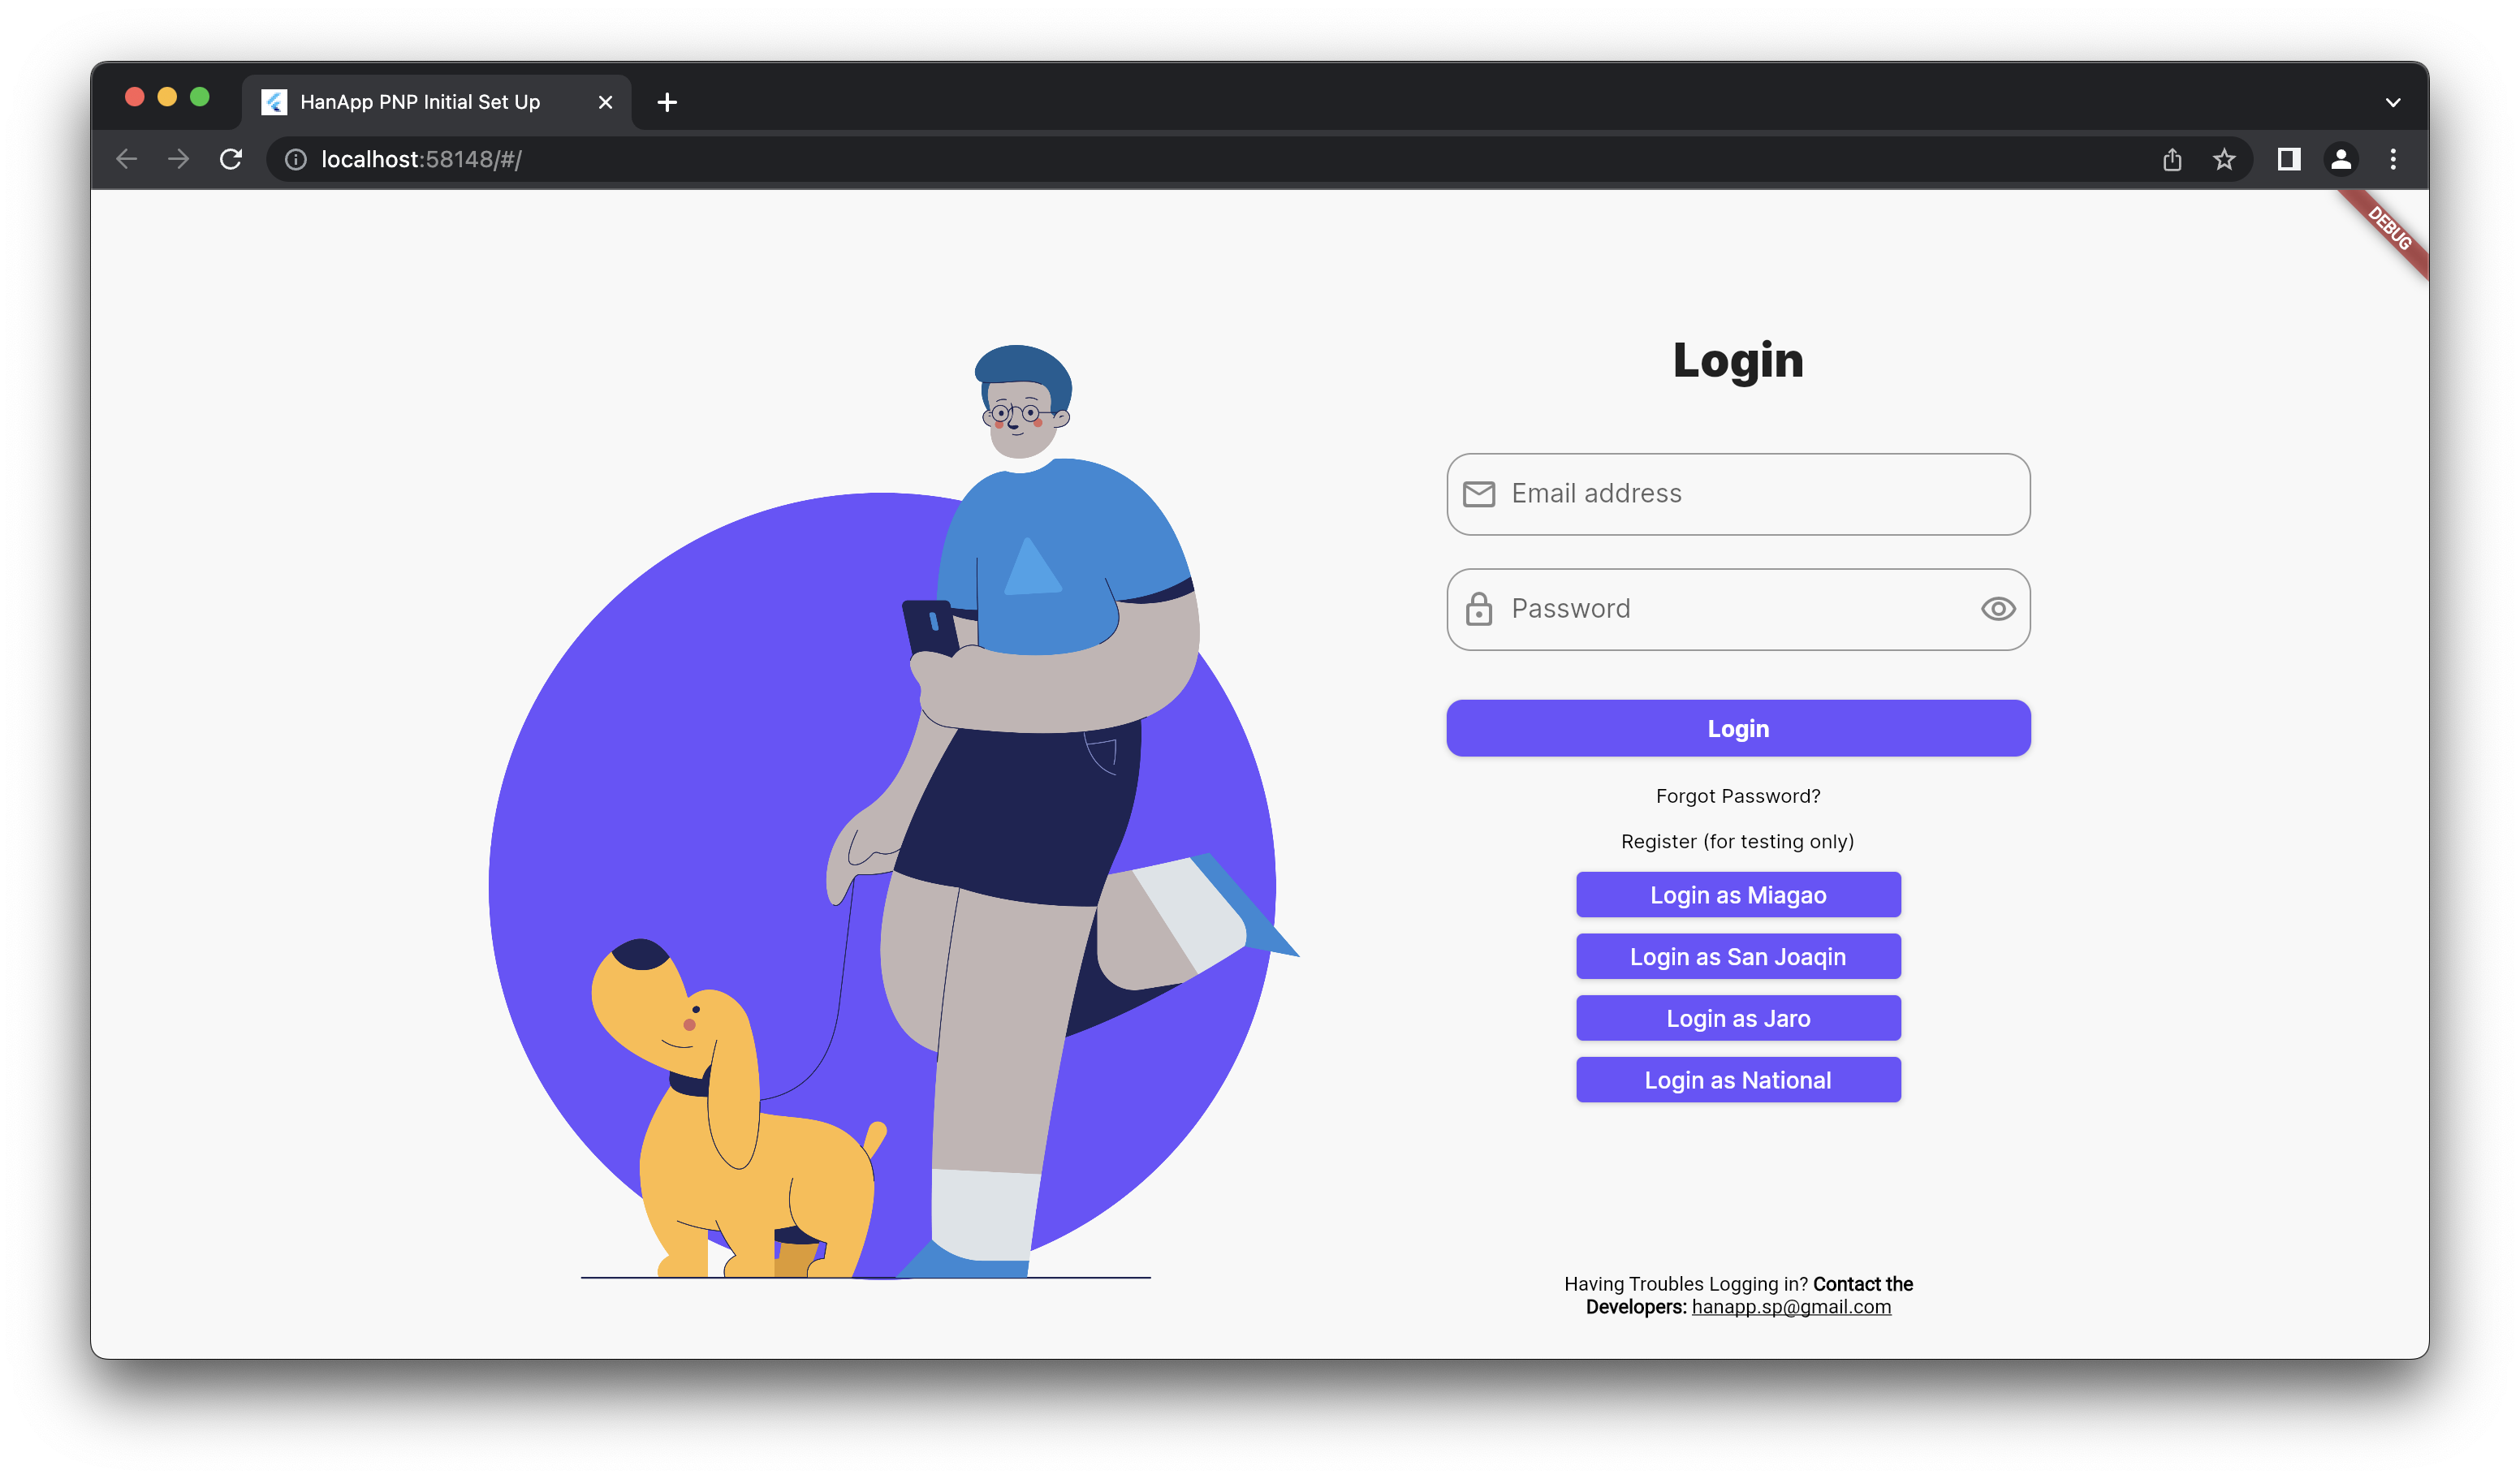 HanApp PNP Initial Set Up
localhost:58148/#/
DEBUG
Login
Email address
Password
Login
Forgot Password?
Register (for testing only)
Login as Miagao
Login as San Joaqin
Login as Jaro
Login as National
Having Troubles Logging in? Contact the
Developers: hanapp.sp@gmail.com